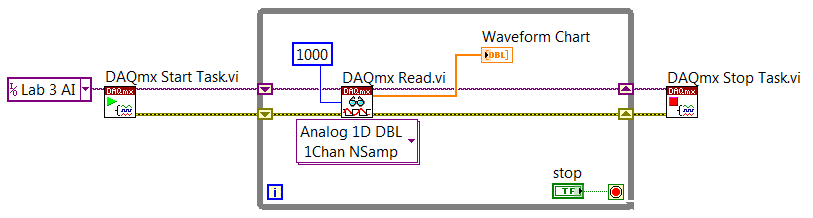 Waveform Chart
1000
DBL
DAQmx Start Task.vi
DAQmx Read.vi
DAQmx Stop Task.vi
I/O Lab 3 AI
DAQmx
DAQmx
DAQmx
Analog 1D DBL
1Chan NSamp
stop
i
TF